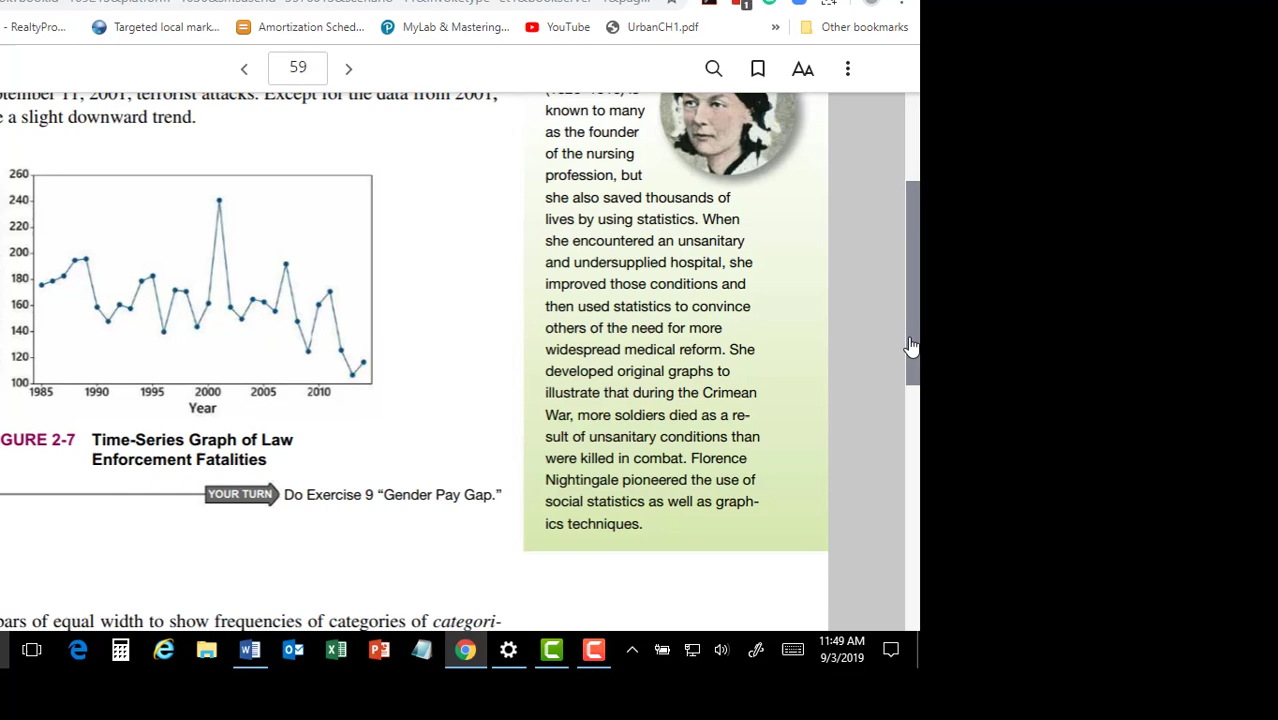 - RealtyPro... Targeted local mark... Amortization Sched... MyLab & Mastering... YouTube UrbanCH1.pdf » Other bookmarks
59
AA
2001, terrorist attacks. Except for the data from 2001,
e a slight downward trend.
260
240
220
200
180
160
140
120
100
1985 1990 1995 2000 2005 2010
Year
GURE 2-7 Time-Series Graph of Law
Enforcement Fatalities
YOUR TURN Do Exercise 9 “Gender Pay Gap.”
known to many
as the founder
of the nursing
profession, but
she also saved thousands of
lives by using statistics. When
she encountered an unsanitary
and undersupplied hospital, she
improved those conditions and
then used statistics to convince
others of the need for more
widespread medical reform. She
developed original graphs to
illustrate that during the Crimean
War, more soldiers died as a re-
sult of unsanitary conditions than
were killed in combat. Florence
Nightingale pioneered the use of
social statistics as well as graph-
ics techniques.
bars of equal width to show frequencies of categories of categori-
11:49 AM
9/3/2019